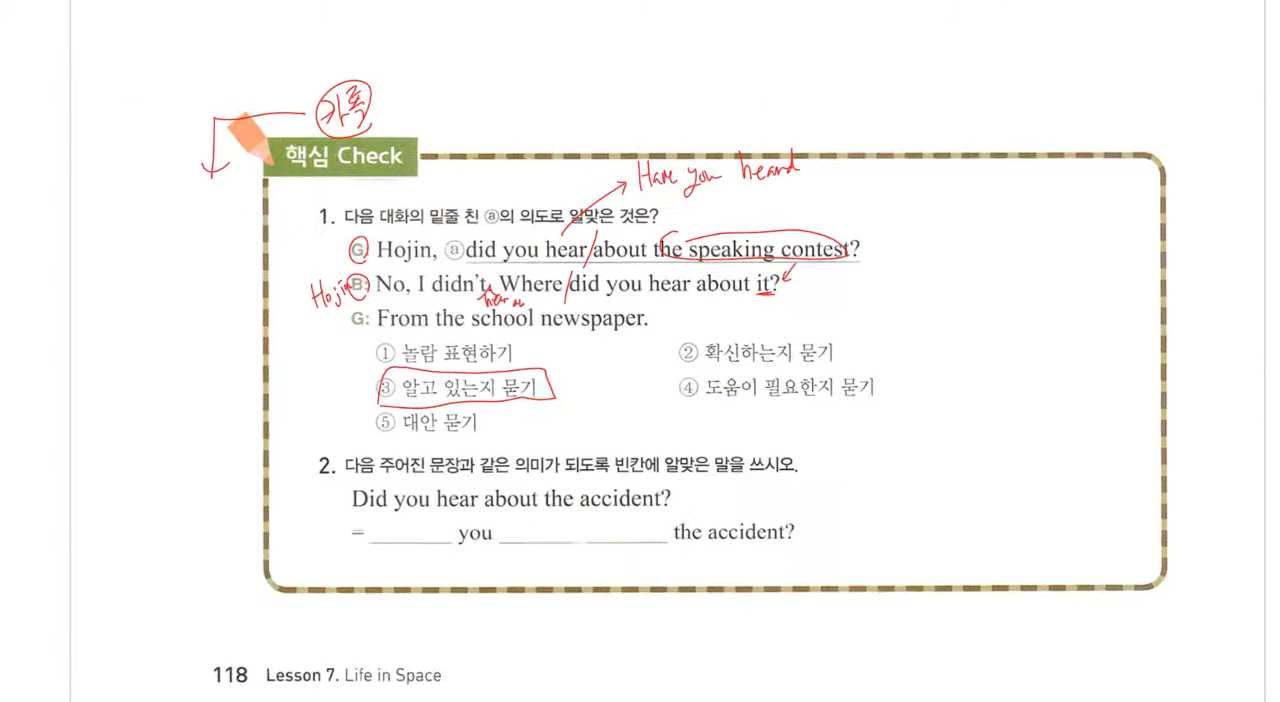 카톡
핵심 Check
Have you heard
1. 다음 대화의 밑줄 친 ⓐ의 의도로 알맞은 것은?
G: Hojin, ⓐdid you hear about the speaking contest?
Hojin B: No, I didn't. Where did you hear about it?
hear
G: From the school newspaper.
① 놀람 표현하기 ② 확신하는지 묻기
③ 알고 있는지 묻기 ④ 도움이 필요한지 묻기
⑤ 대안 묻기
2. 다음 주어진 문장과 같은 의미가 되도록 빈칸에 알맞은 말을 쓰시오.
Did you hear about the accident?
= ________ you ________ ________ the accident?
118 Lesson 7. Life in Space